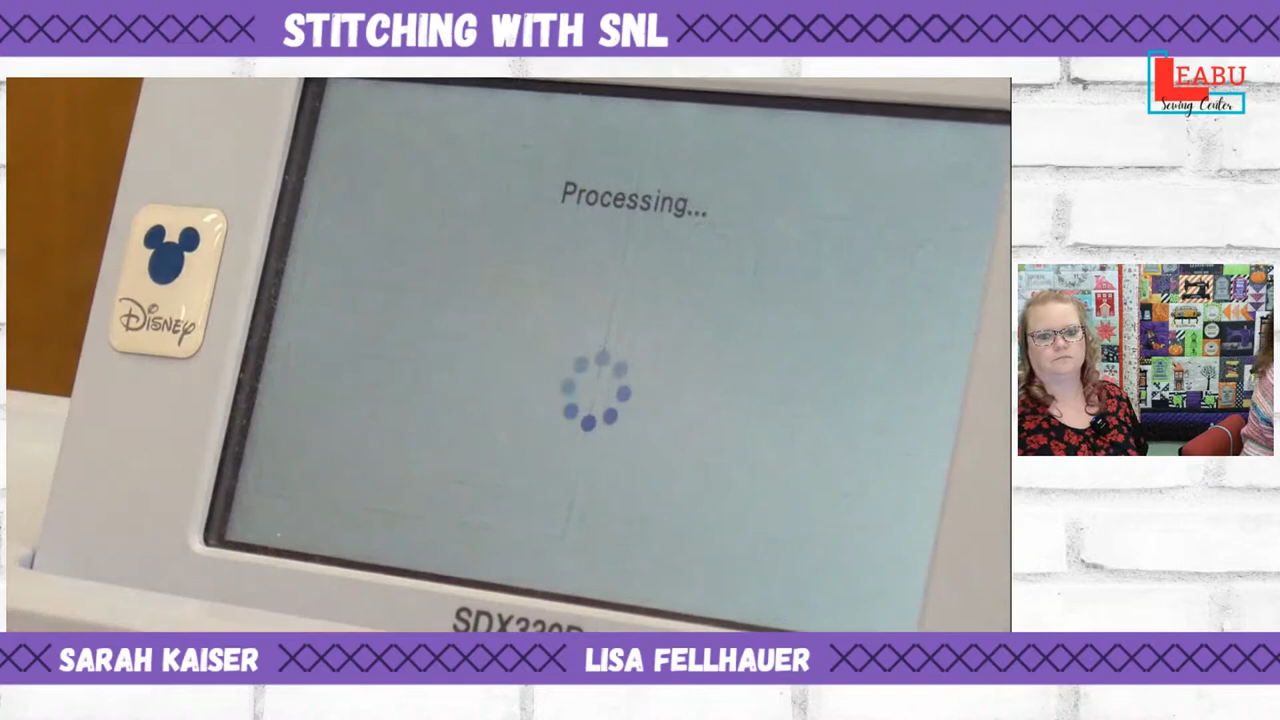 STITCHING WITH SNL
LEABU
Sewing Center
Processing...
Disney
SARAH KAISER
LISA FELLHAUER